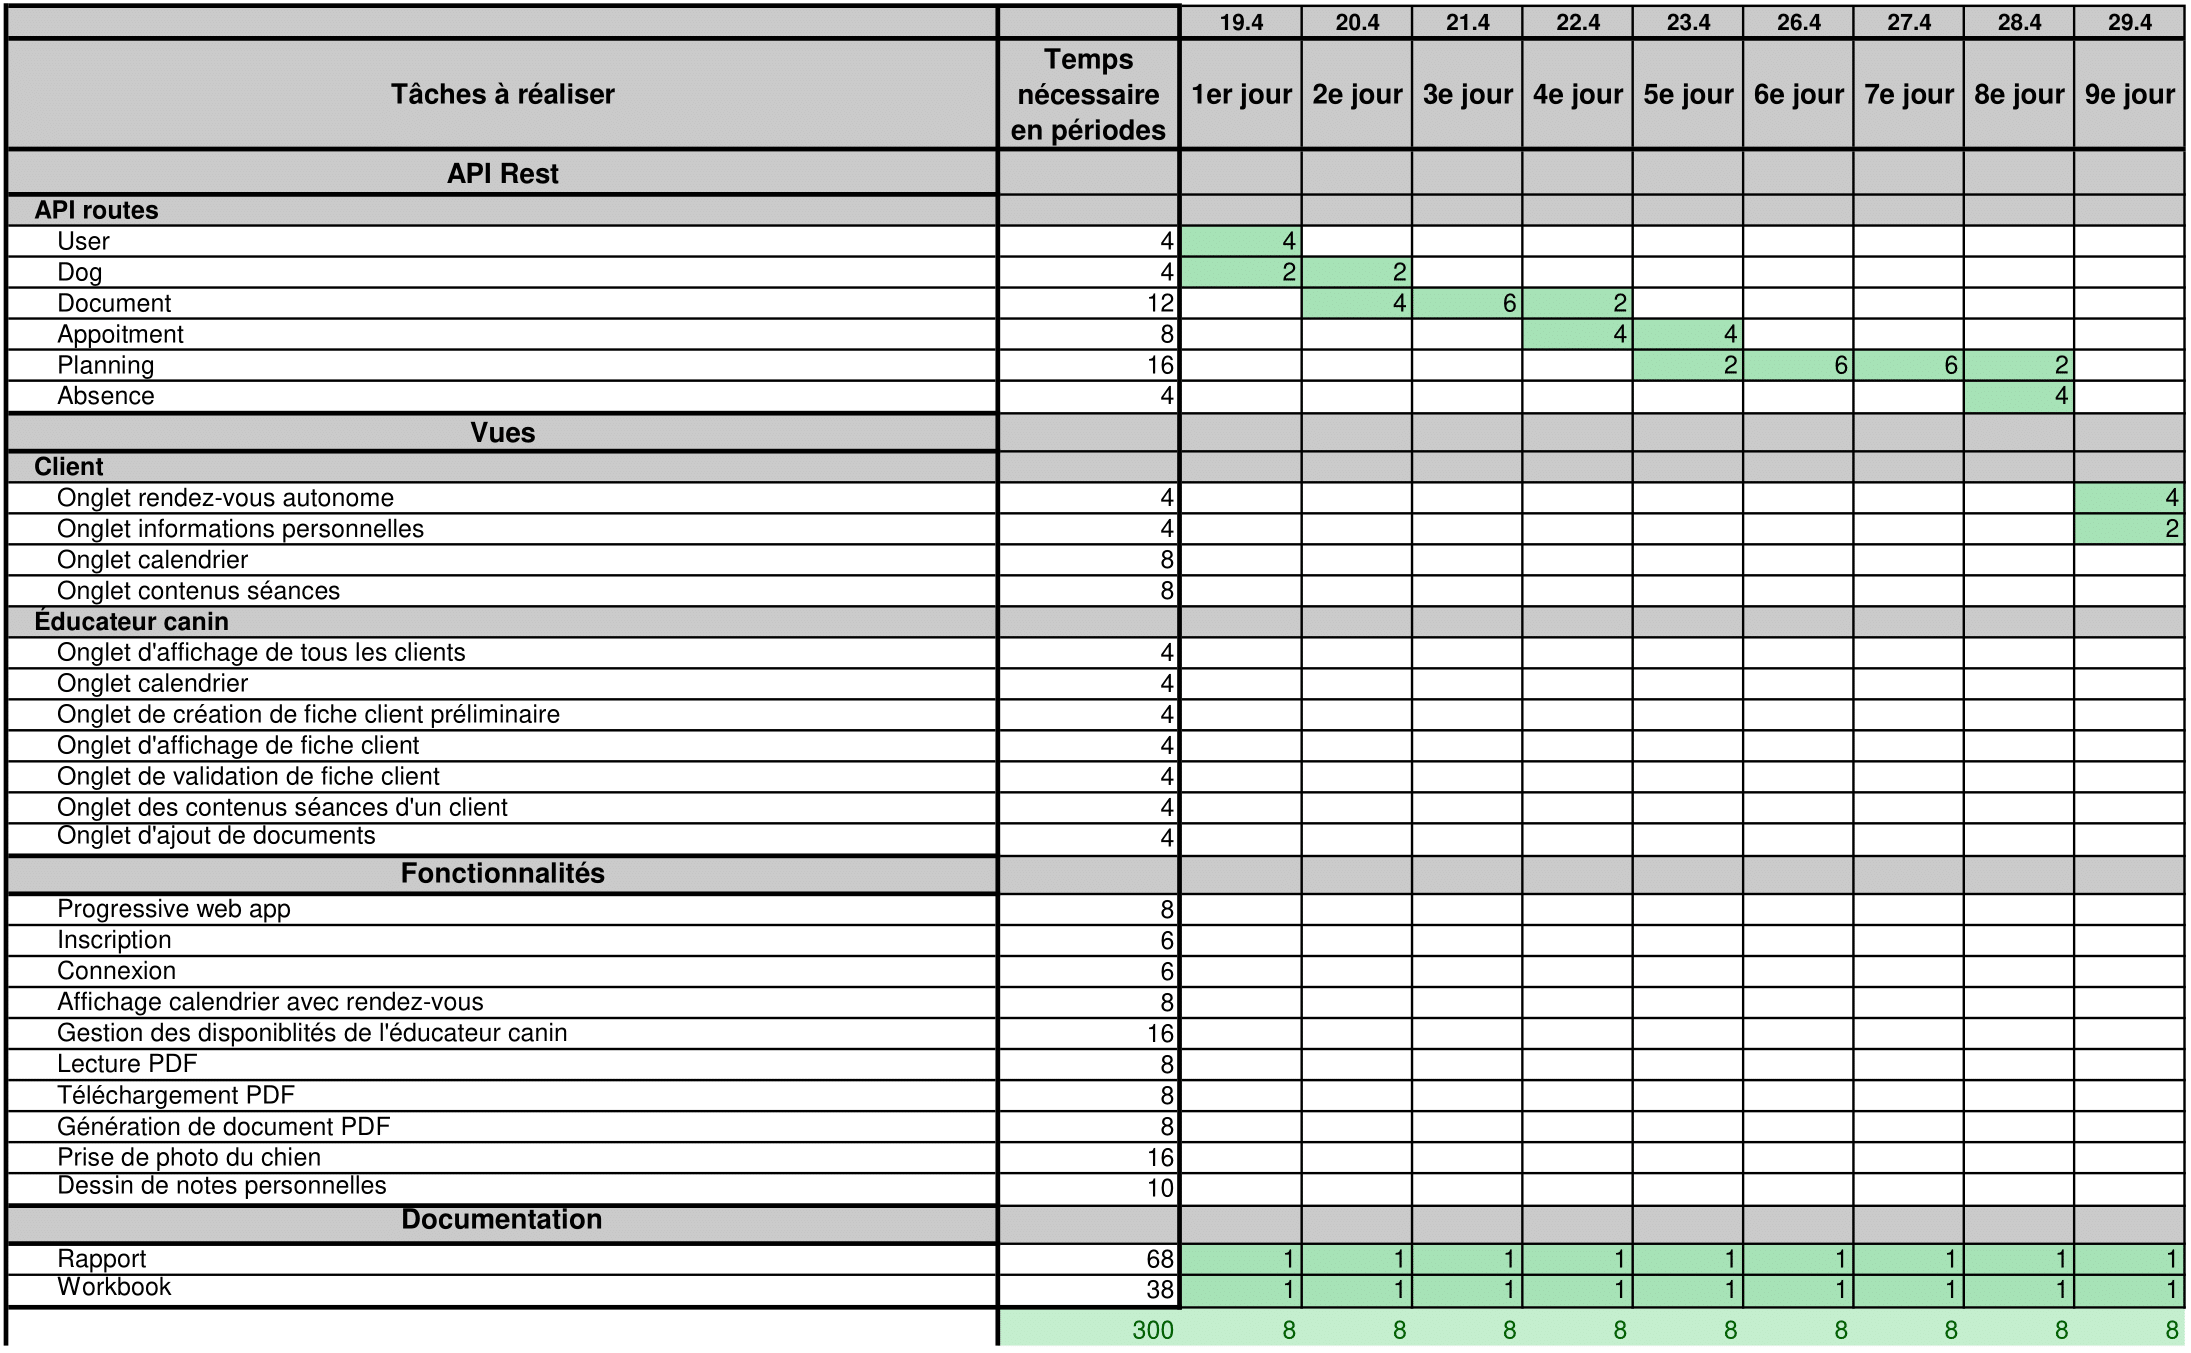 19.4 20.4 21.4 22.4 23.4 26.4 27.4 28.4 29.4
Tâches à réaliser Temps nécessaire en périodes 1er jour 2e jour 3e jour 4e jour 5e jour 6e jour 7e jour 8e jour 9e jour
API Rest
API routes
User 4 4
Dog 4 2 2
Document 12 4 6 2
Appoitment 8 4 4
Planning 16 2 6 6 2
Absence 4 4
Vues
Client
Onglet rendez-vous autonome 4 4
Onglet informations personnelles 4 2
Onglet calendrier 8
Onglet contenus séances 8
Éducateur canin
Onglet d'affichage de tous les clients 4
Onglet calendrier 4
Onglet de création de fiche client préliminaire 4
Onglet d'affichage de fiche client 4
Onglet de validation de fiche client 4
Onglet des contenus séances d'un client 4
Onglet d'ajout de documents 4
Fonctionnalités
Progressive web app 8
Inscription 6
Connexion 6
Affichage calendrier avec rendez-vous 8
Gestion des disponiblités de l'éducateur canin 16
Lecture PDF 8
Téléchargement PDF 8
Génération de document PDF 8
Prise de photo du chien 16
Dessin de notes personnelles 10
Documentation
Rapport 68 1 1 1 1 1 1 1 1 1
Workbook 38 1 1 1 1 1 1 1 1 1
300 8 8 8 8 8 8 8 8 8